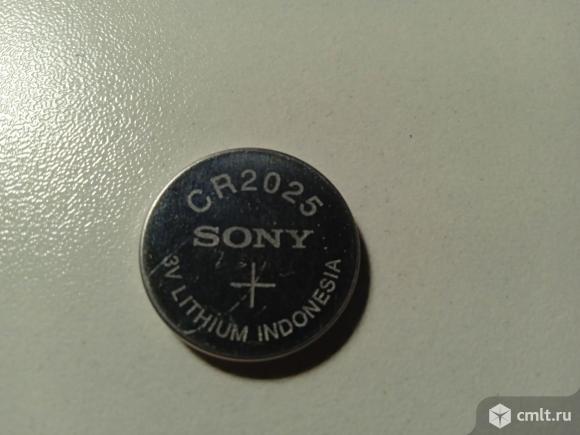 CR2025
SONY
+
3V LITHIUM INDONESIA
cmlt.ru